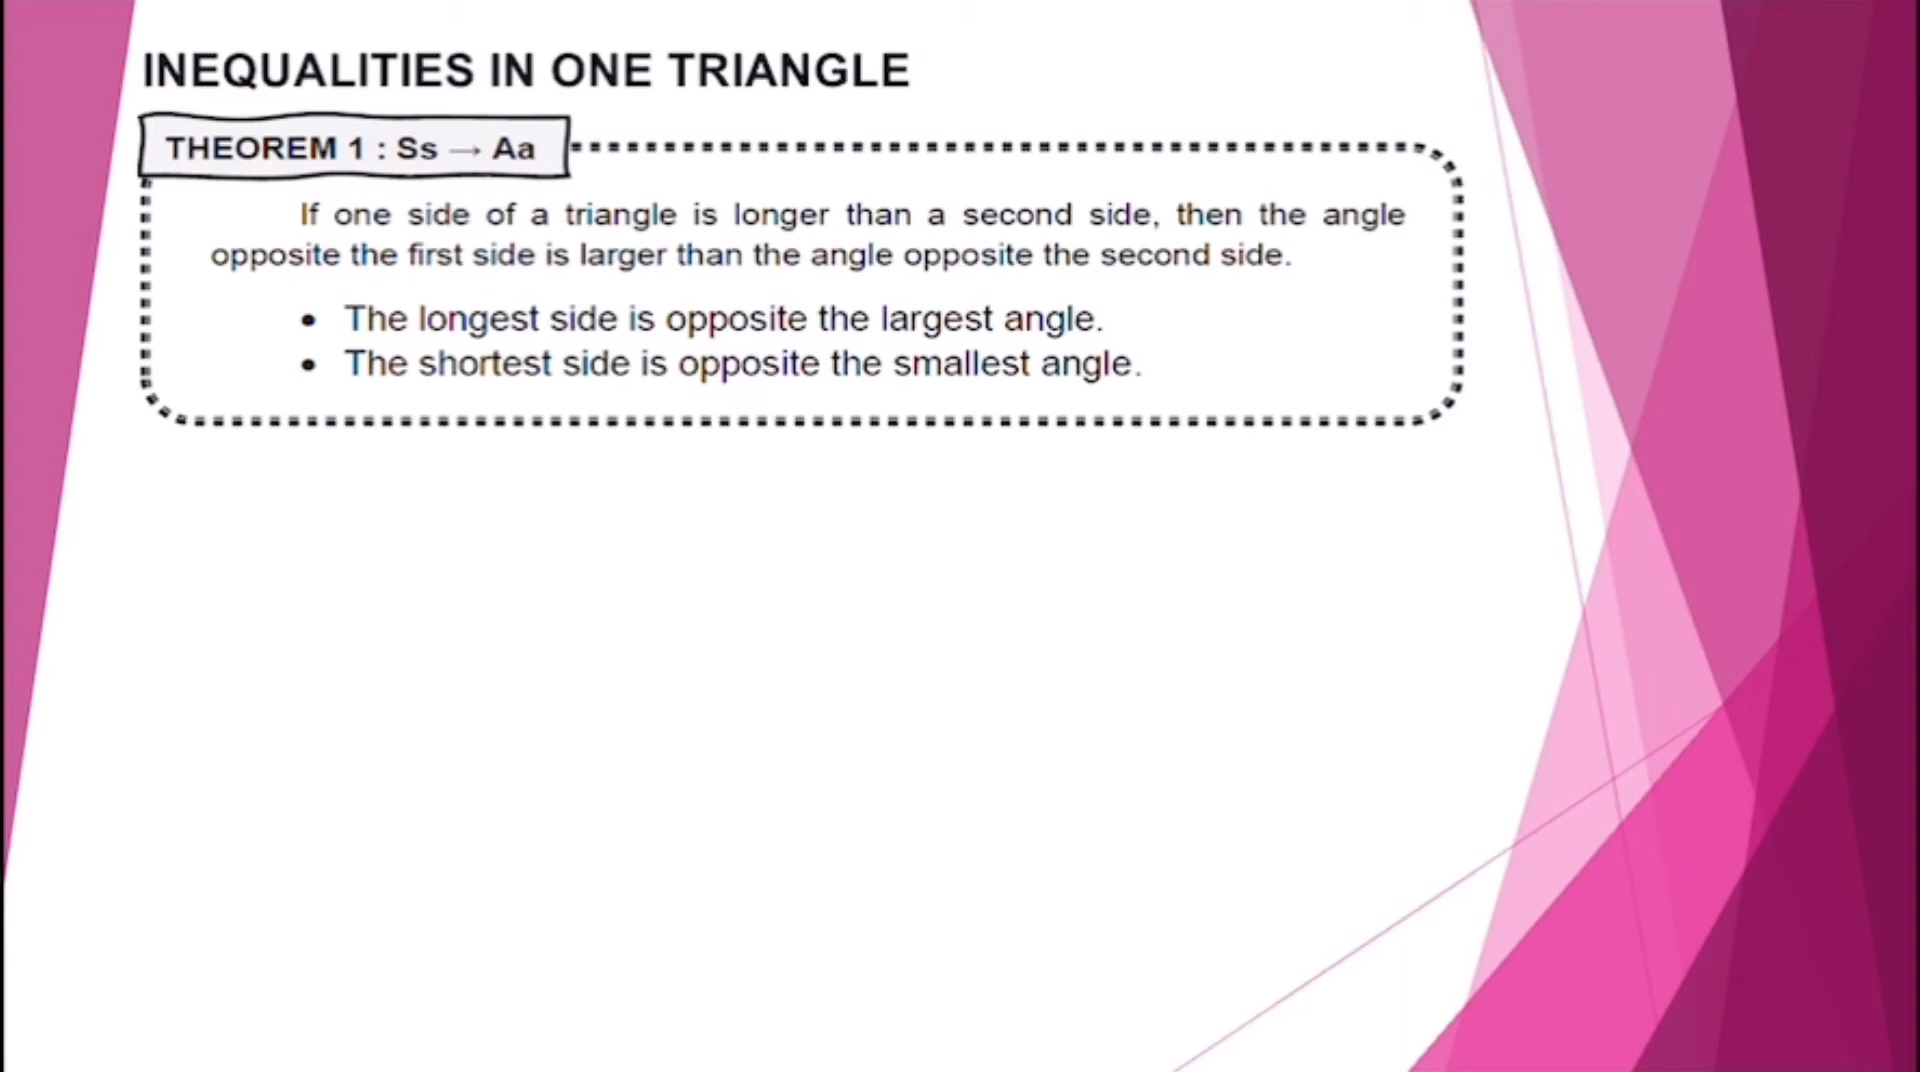 INEQUALITIES IN ONE TRIANGLE
THEOREM 1 : Ss → Aa
If one side of a triangle is longer than a second side, then the angle
opposite the first side is larger than the angle opposite the second side.
• The longest side is opposite the largest angle.
• The shortest side is opposite the smallest angle.